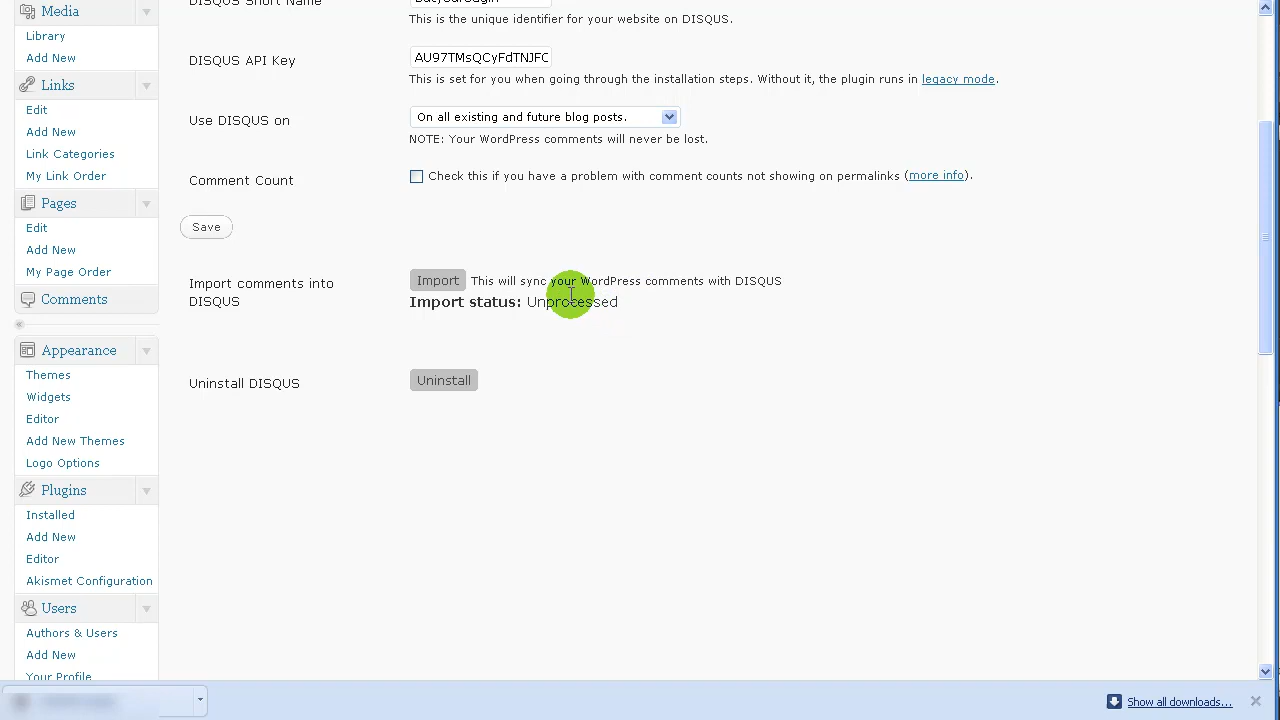 Media
Library
Add New
Links
Edit
Add New
Link Categories
My Link Order
Pages
Edit
Add New
My Page Order
Comments
Appearance
Themes
Widgets
Editor
Add New Themes
Logo Options
Plugins
Installed
Add New
Editor
Akismet Configuration
Users
Authors & Users
Add New
Your Profile
DISQUS Short Name
This is the unique identifier for your website on DISQUS.
DISQUS API Key
AU97TMsQCyFdTNJFC
This is set for you when going through the installation steps. Without it, the plugin runs in legacy mode.
Use DISQUS on
On all existing and future blog posts.
NOTE: Your WordPress comments will never be lost.
Comment Count
Check this if you have a problem with comment counts not showing on permalinks (more info).
Save
Import comments into
DISQUS
Import This will sync your WordPress comments with DISQUS
Import status: Unprocessed
Uninstall DISQUS
Uninstall
Show all downloads...